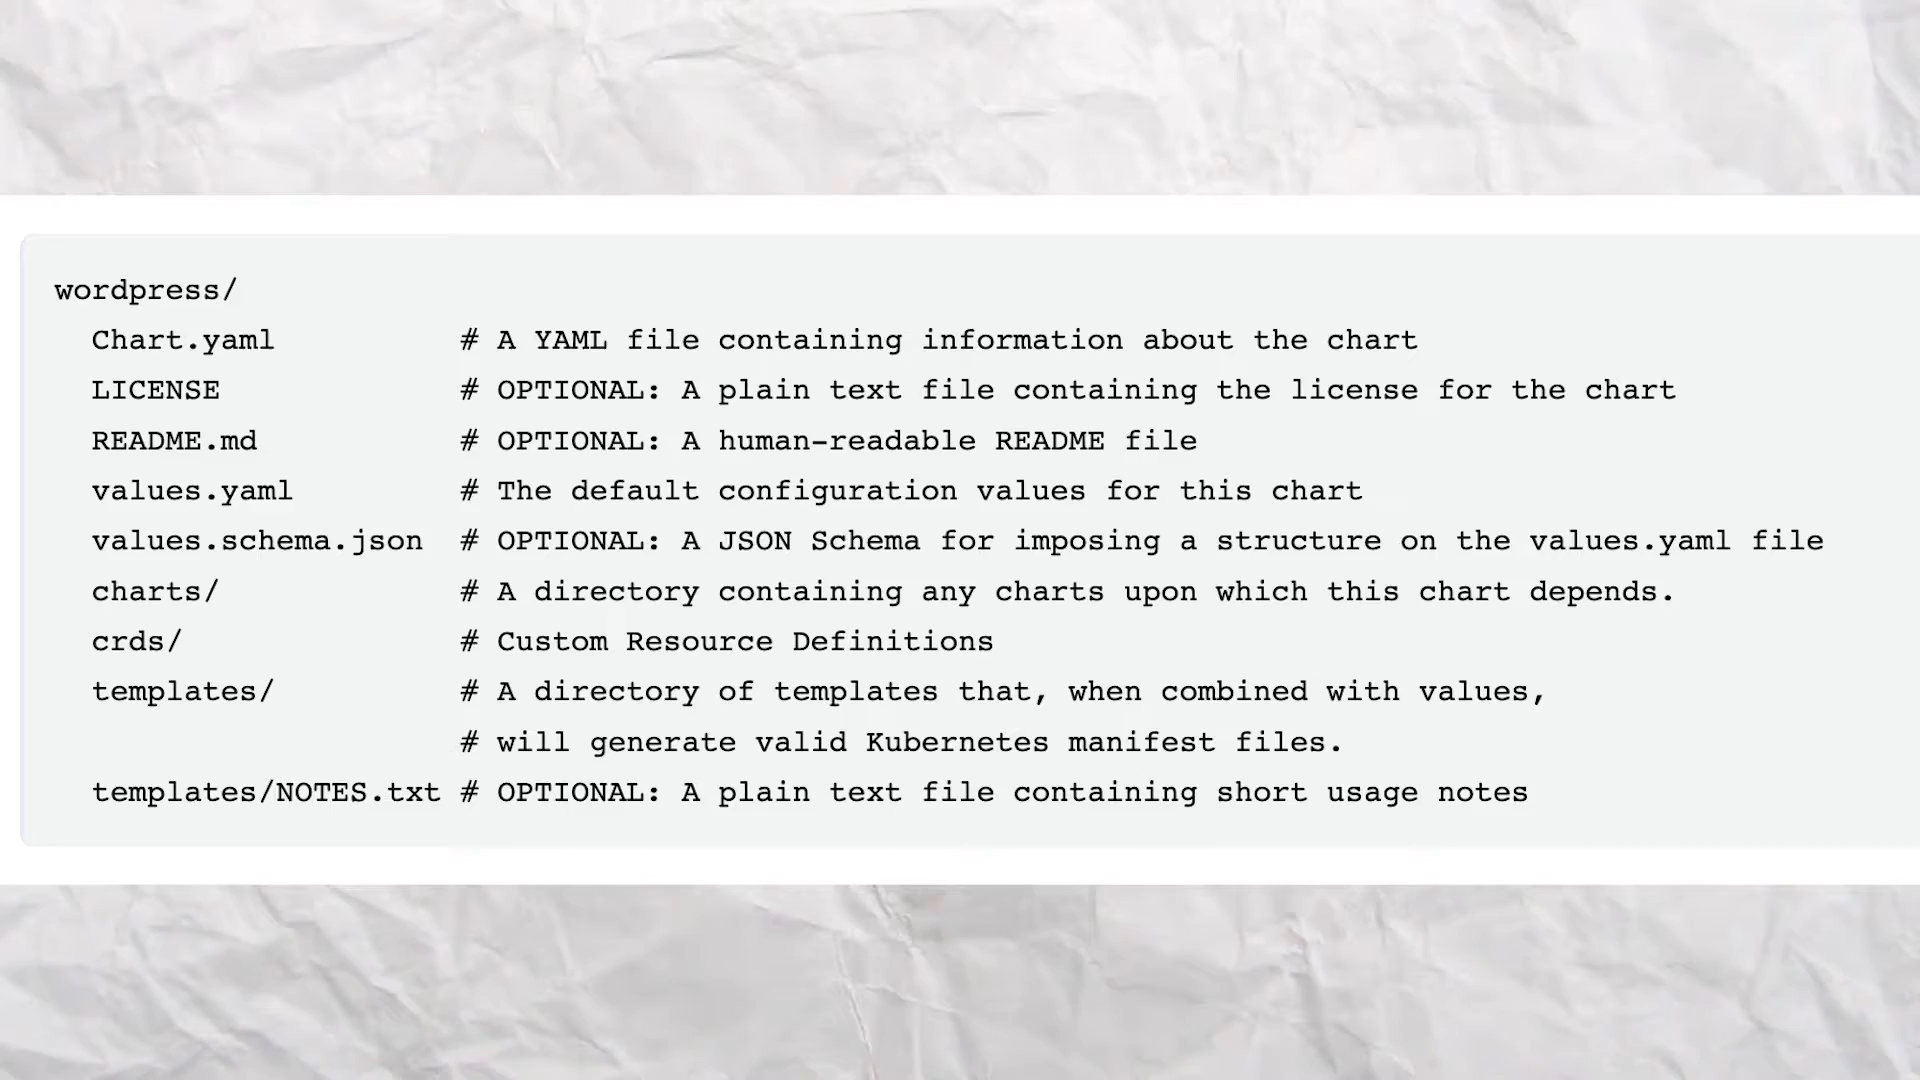 wordpress/
Chart.yaml # A YAML file containing information about the chart
LICENSE # OPTIONAL: A plain text file containing the license for the chart
README.md # OPTIONAL: A human-readable README file
values.yaml # The default configuration values for this chart
values.schema.json # OPTIONAL: A JSON Schema for imposing a structure on the values.yaml file
charts/ # A directory containing any charts upon which this chart depends.
crds/ # Custom Resource Definitions
templates/ # A directory of templates that, when combined with values,
# will generate valid Kubernetes manifest files.
templates/NOTES.txt # OPTIONAL: A plain text file containing short usage notes